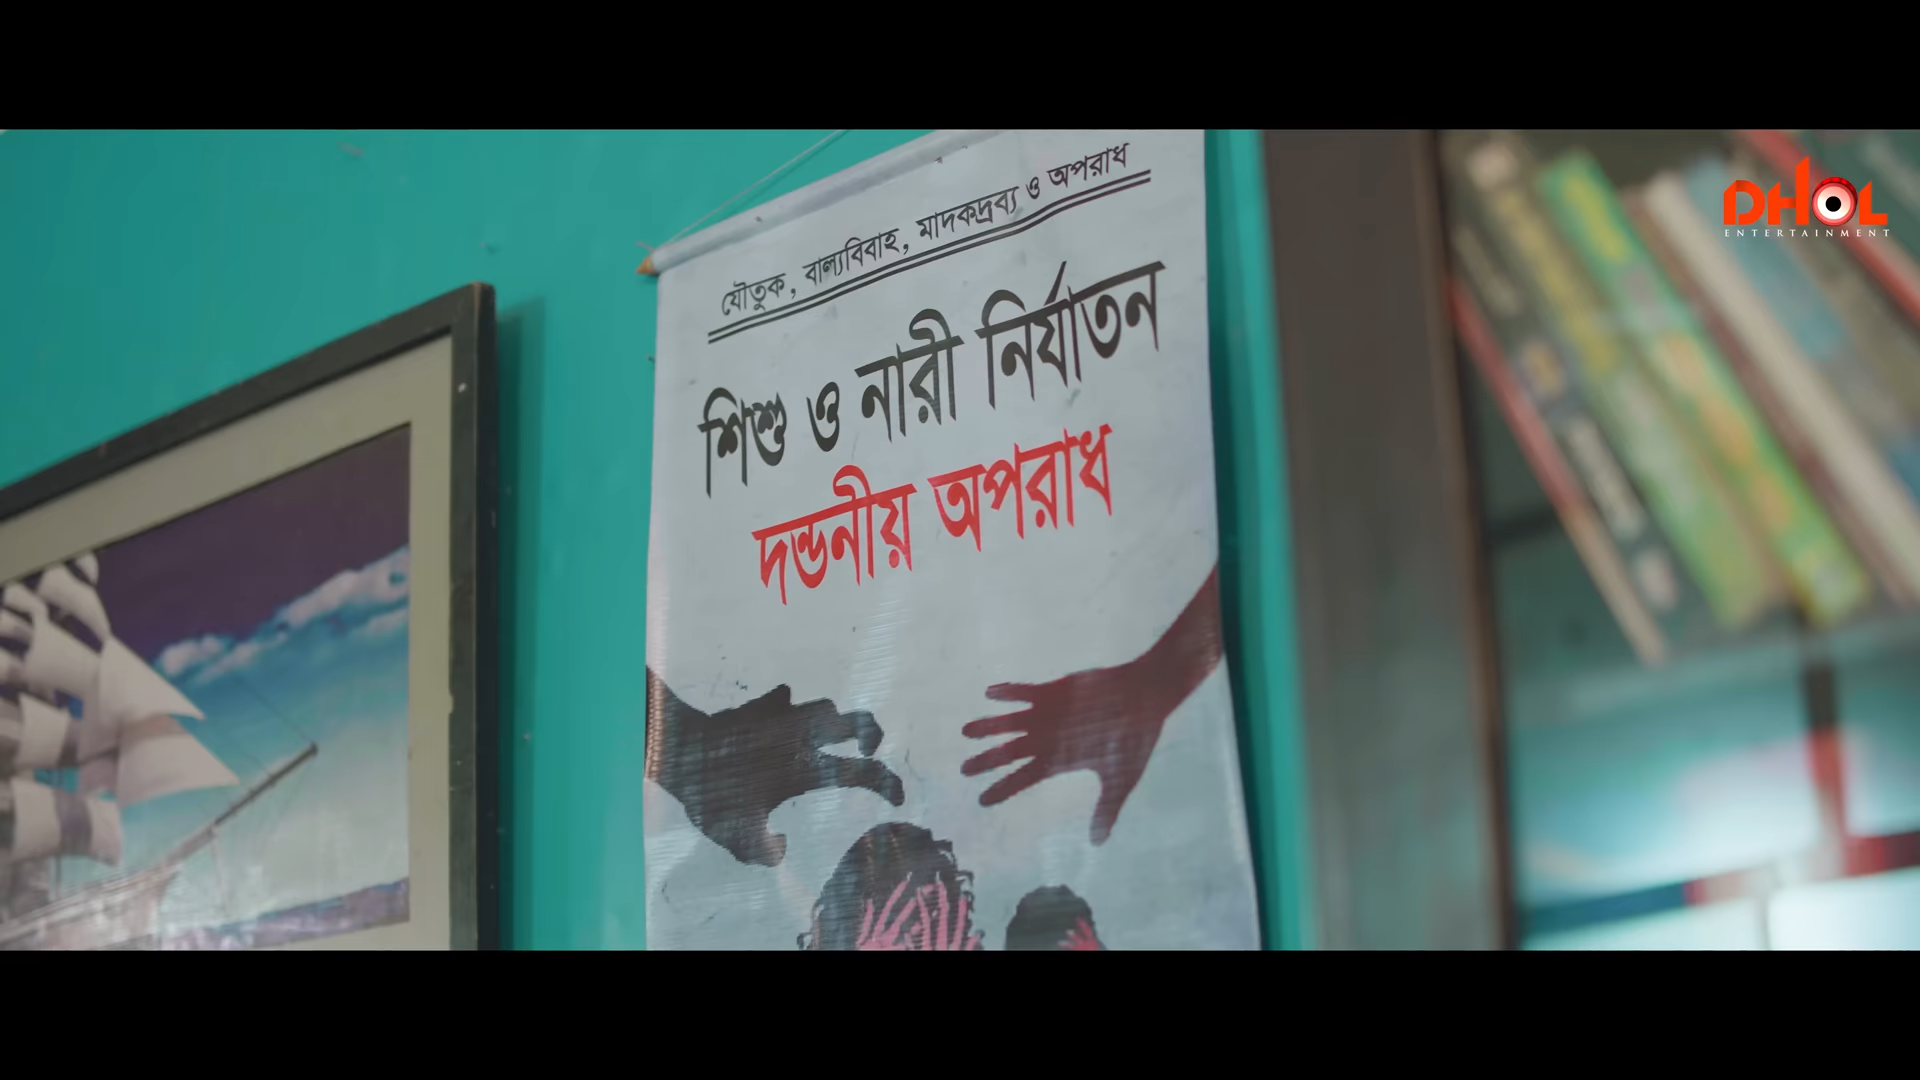 যৌতুক, বাল্যবিবাহ, মাদকদ্রব্য ও অপরাধ
শিশু ও নারী নির্যাতন
দন্ডনীয় অপরাধ
DHOL
ENTERTAINMENT